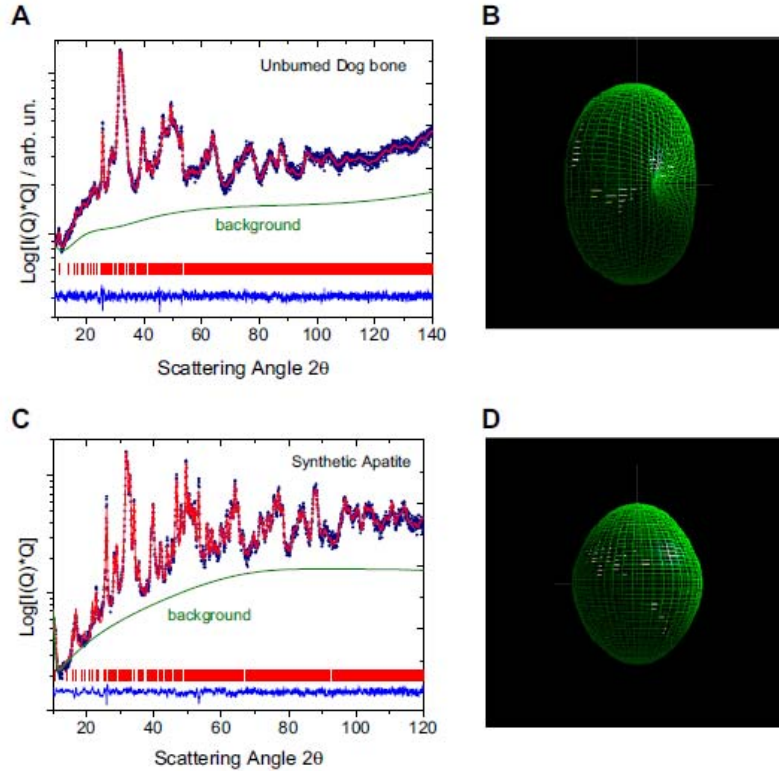 A
B
Unburned Dog bone
Log[I(Q)*Q] / arb. un.
background
20 40 60 80 100 120 140
Scattering Angle 2θ
C
D
Synthetic Apatite
Log[I(Q)*Q]
background
20 40 60 80 100 120
Scattering Angle 2θ